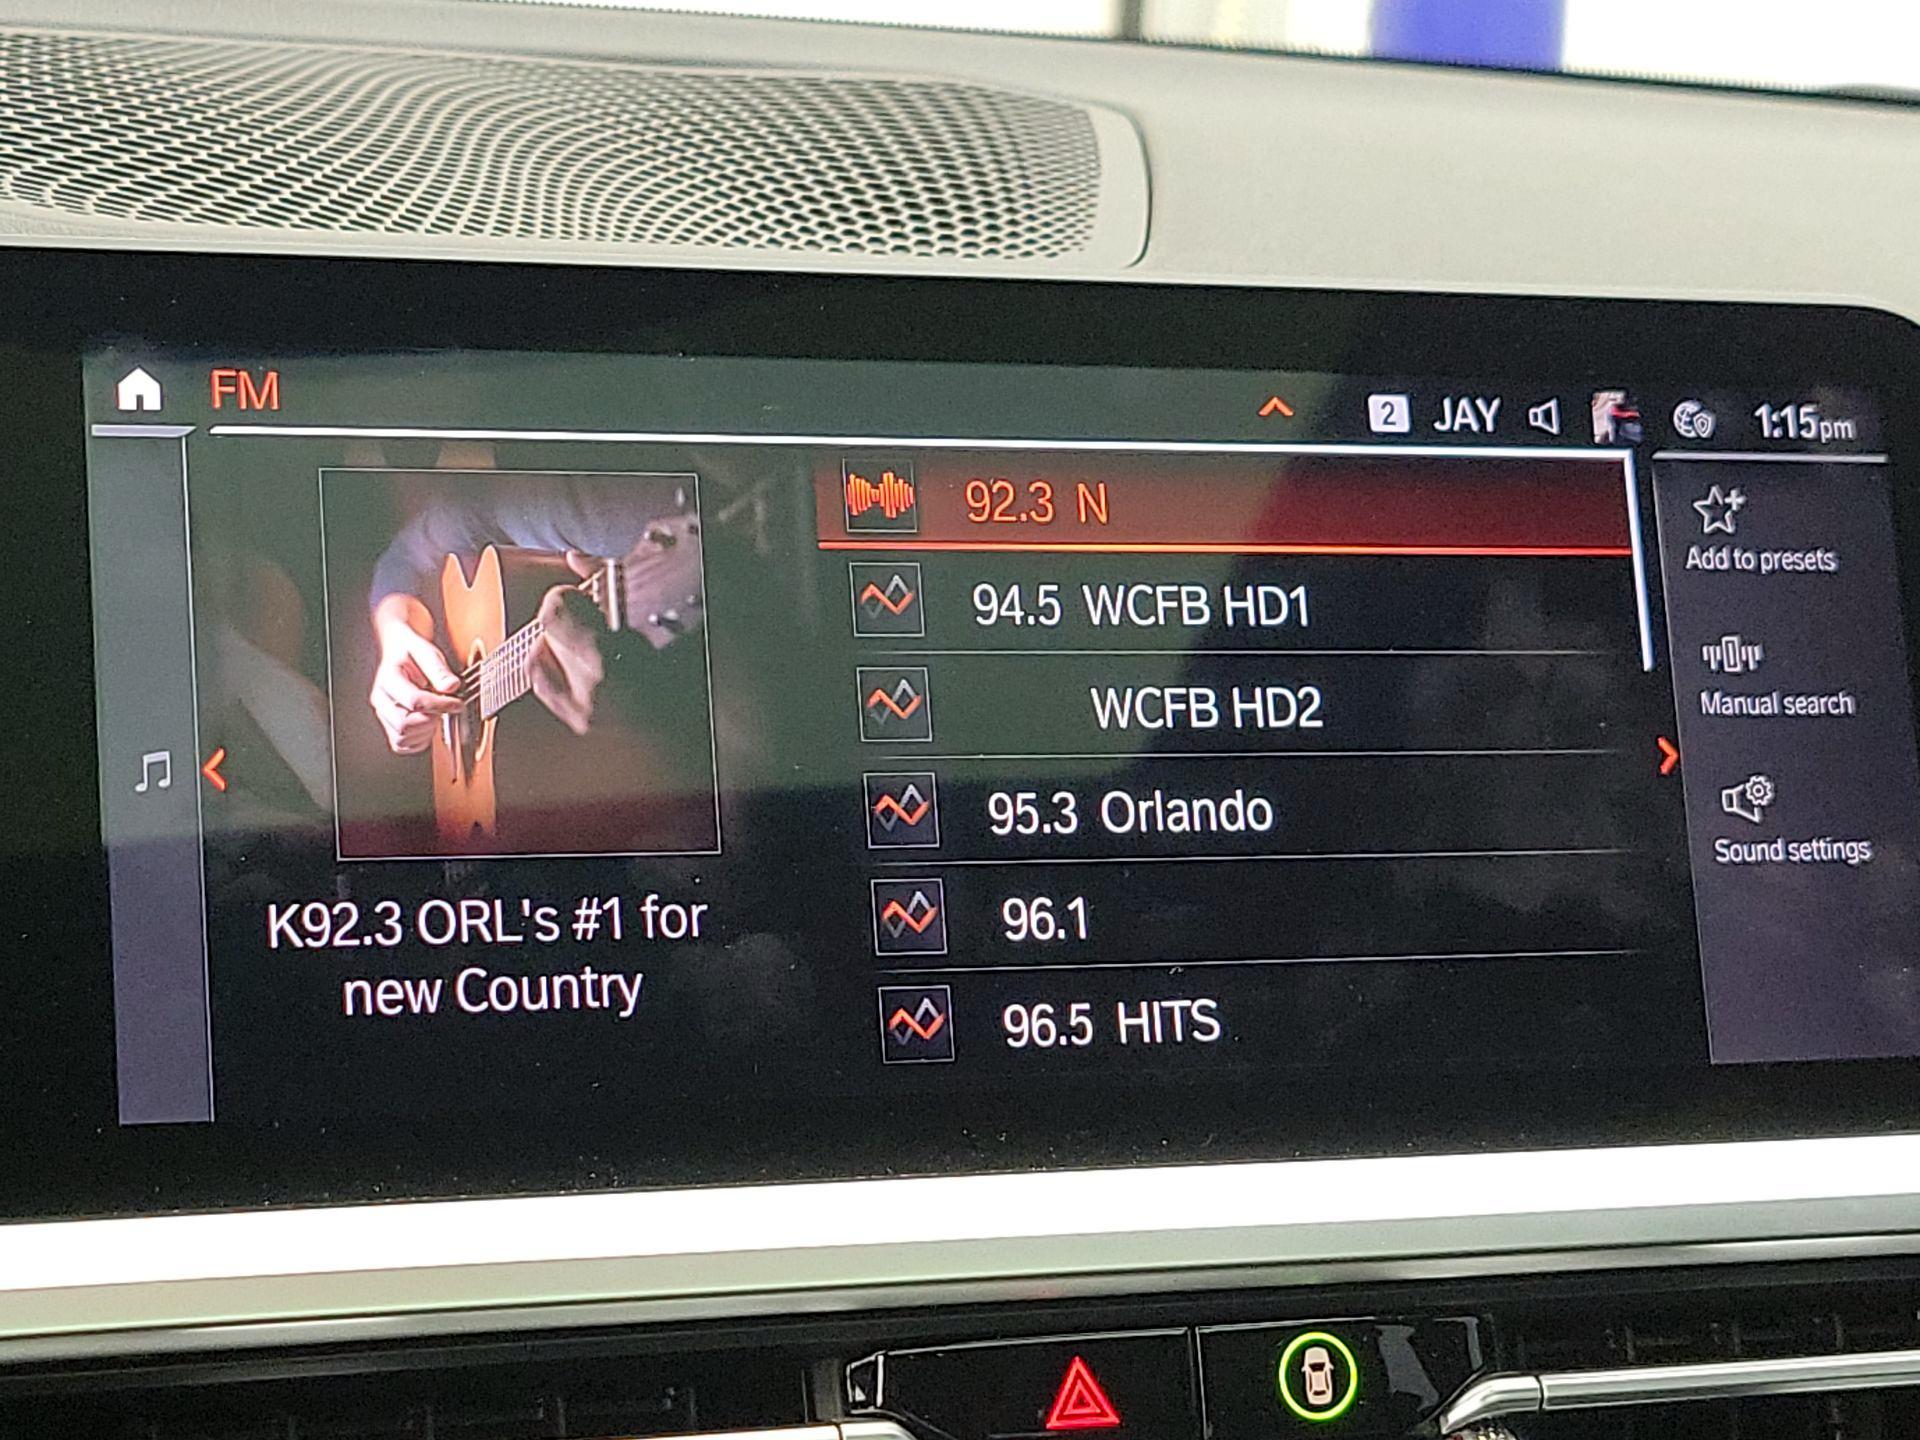 FM
2 JAY 1:15pm
92.3 N
94.5 WCFB HD1
WCFB HD2
95.3 Orlando
96.1
96.5 HITS
K92.3 ORL's #1 for
new Country
Add to presets
Manual search
Sound settings